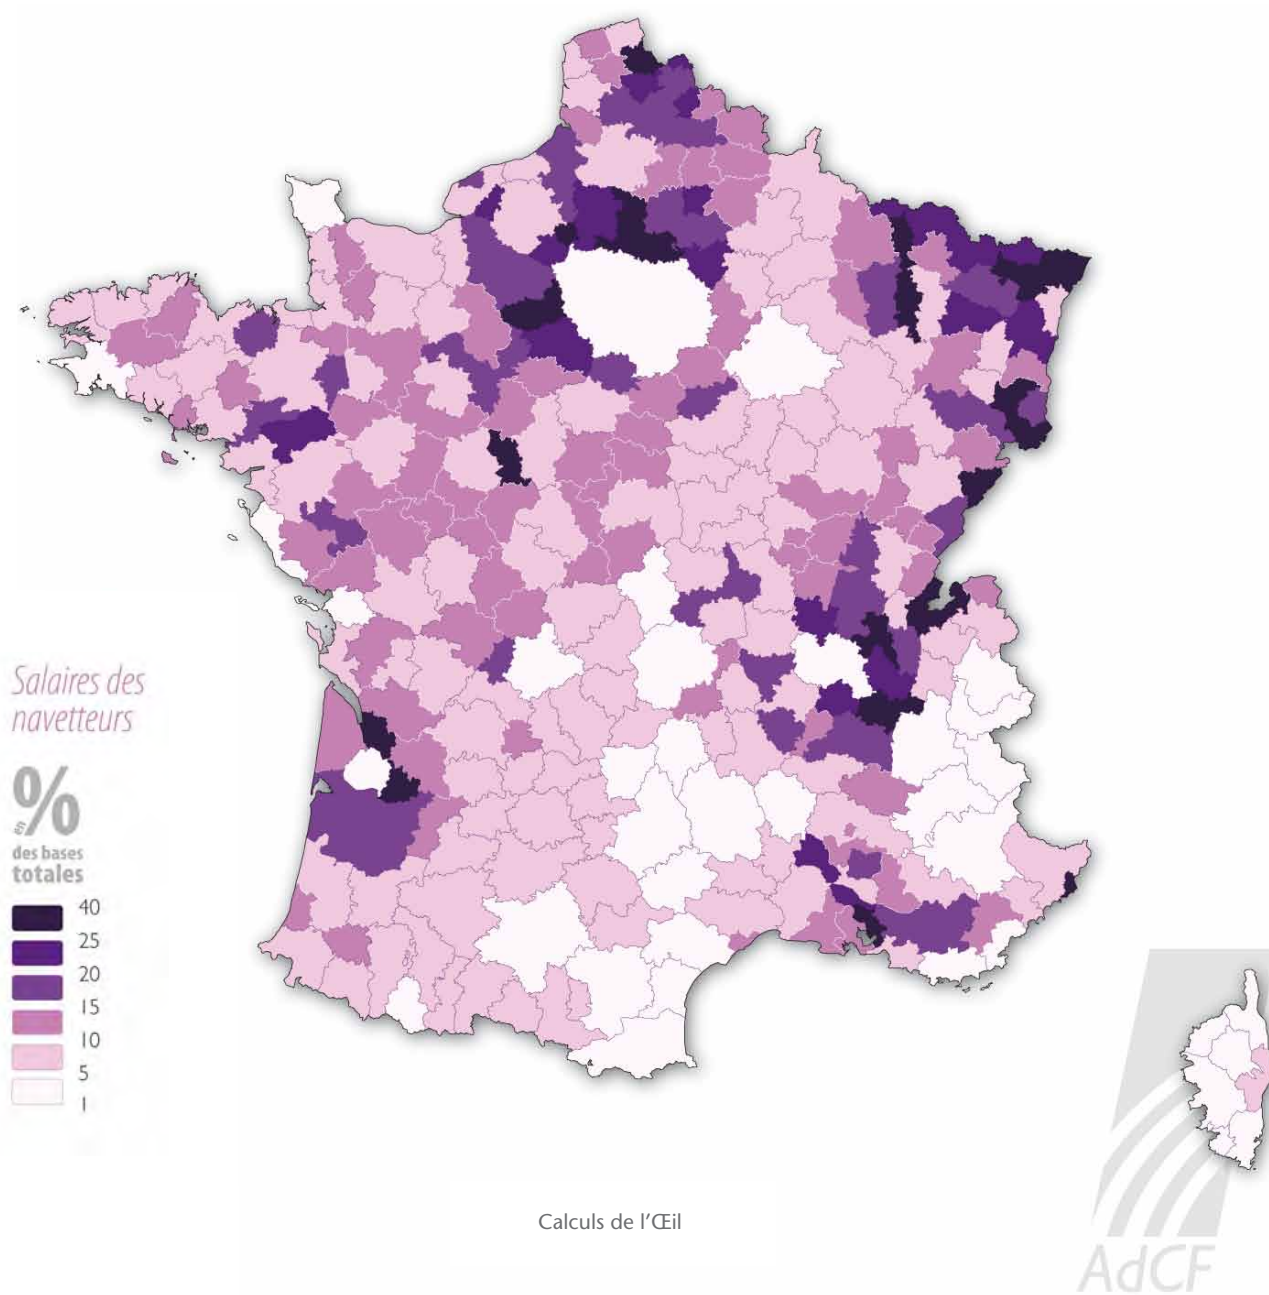 Salaires des
navetteurs
en %
des bases
totales
40
25
20
15
10
5
1
Calculs de l'Œil
AdCF